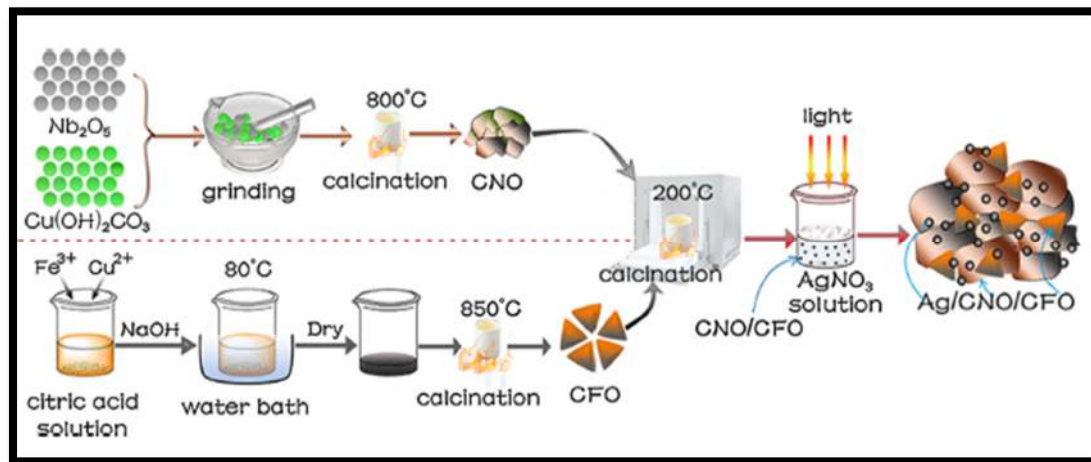 Nb₂O₅
Cu(OH)₂CO₃
grinding
800°C
calcination
CNO
200°C
calcination
light
AgNO₃
solution
CNO/CFO
Ag/CNO/CFO
Fe³⁺ Cu²⁺
citric acid
solution
NaOH
80°C
water bath
Dry
850°C
calcination
CFO